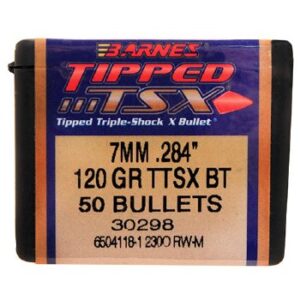 BARNES
TIPPED
TSX
Tipped Triple-Shock X Bullet
7MM .284"
120 GR TTSX BT
50 BULLETS
30298
6504118-1 2300 RW-M